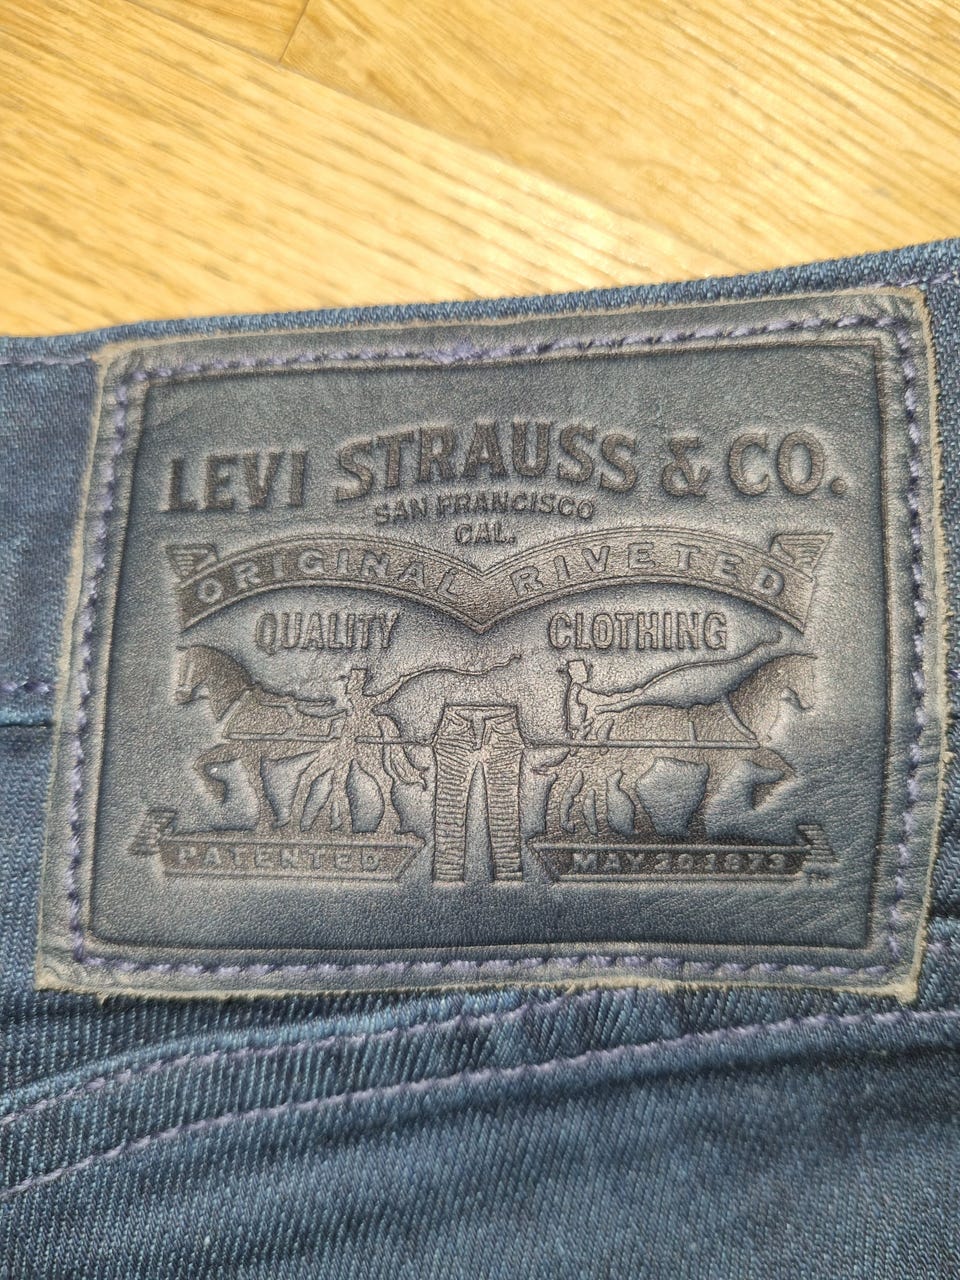 LEVI STRAUSS & CO.
SAN FRANCISCO
CAL.
ORIGINAL RIVETED
QUALITY CLOTHING
PATENTED MAY 20 1873